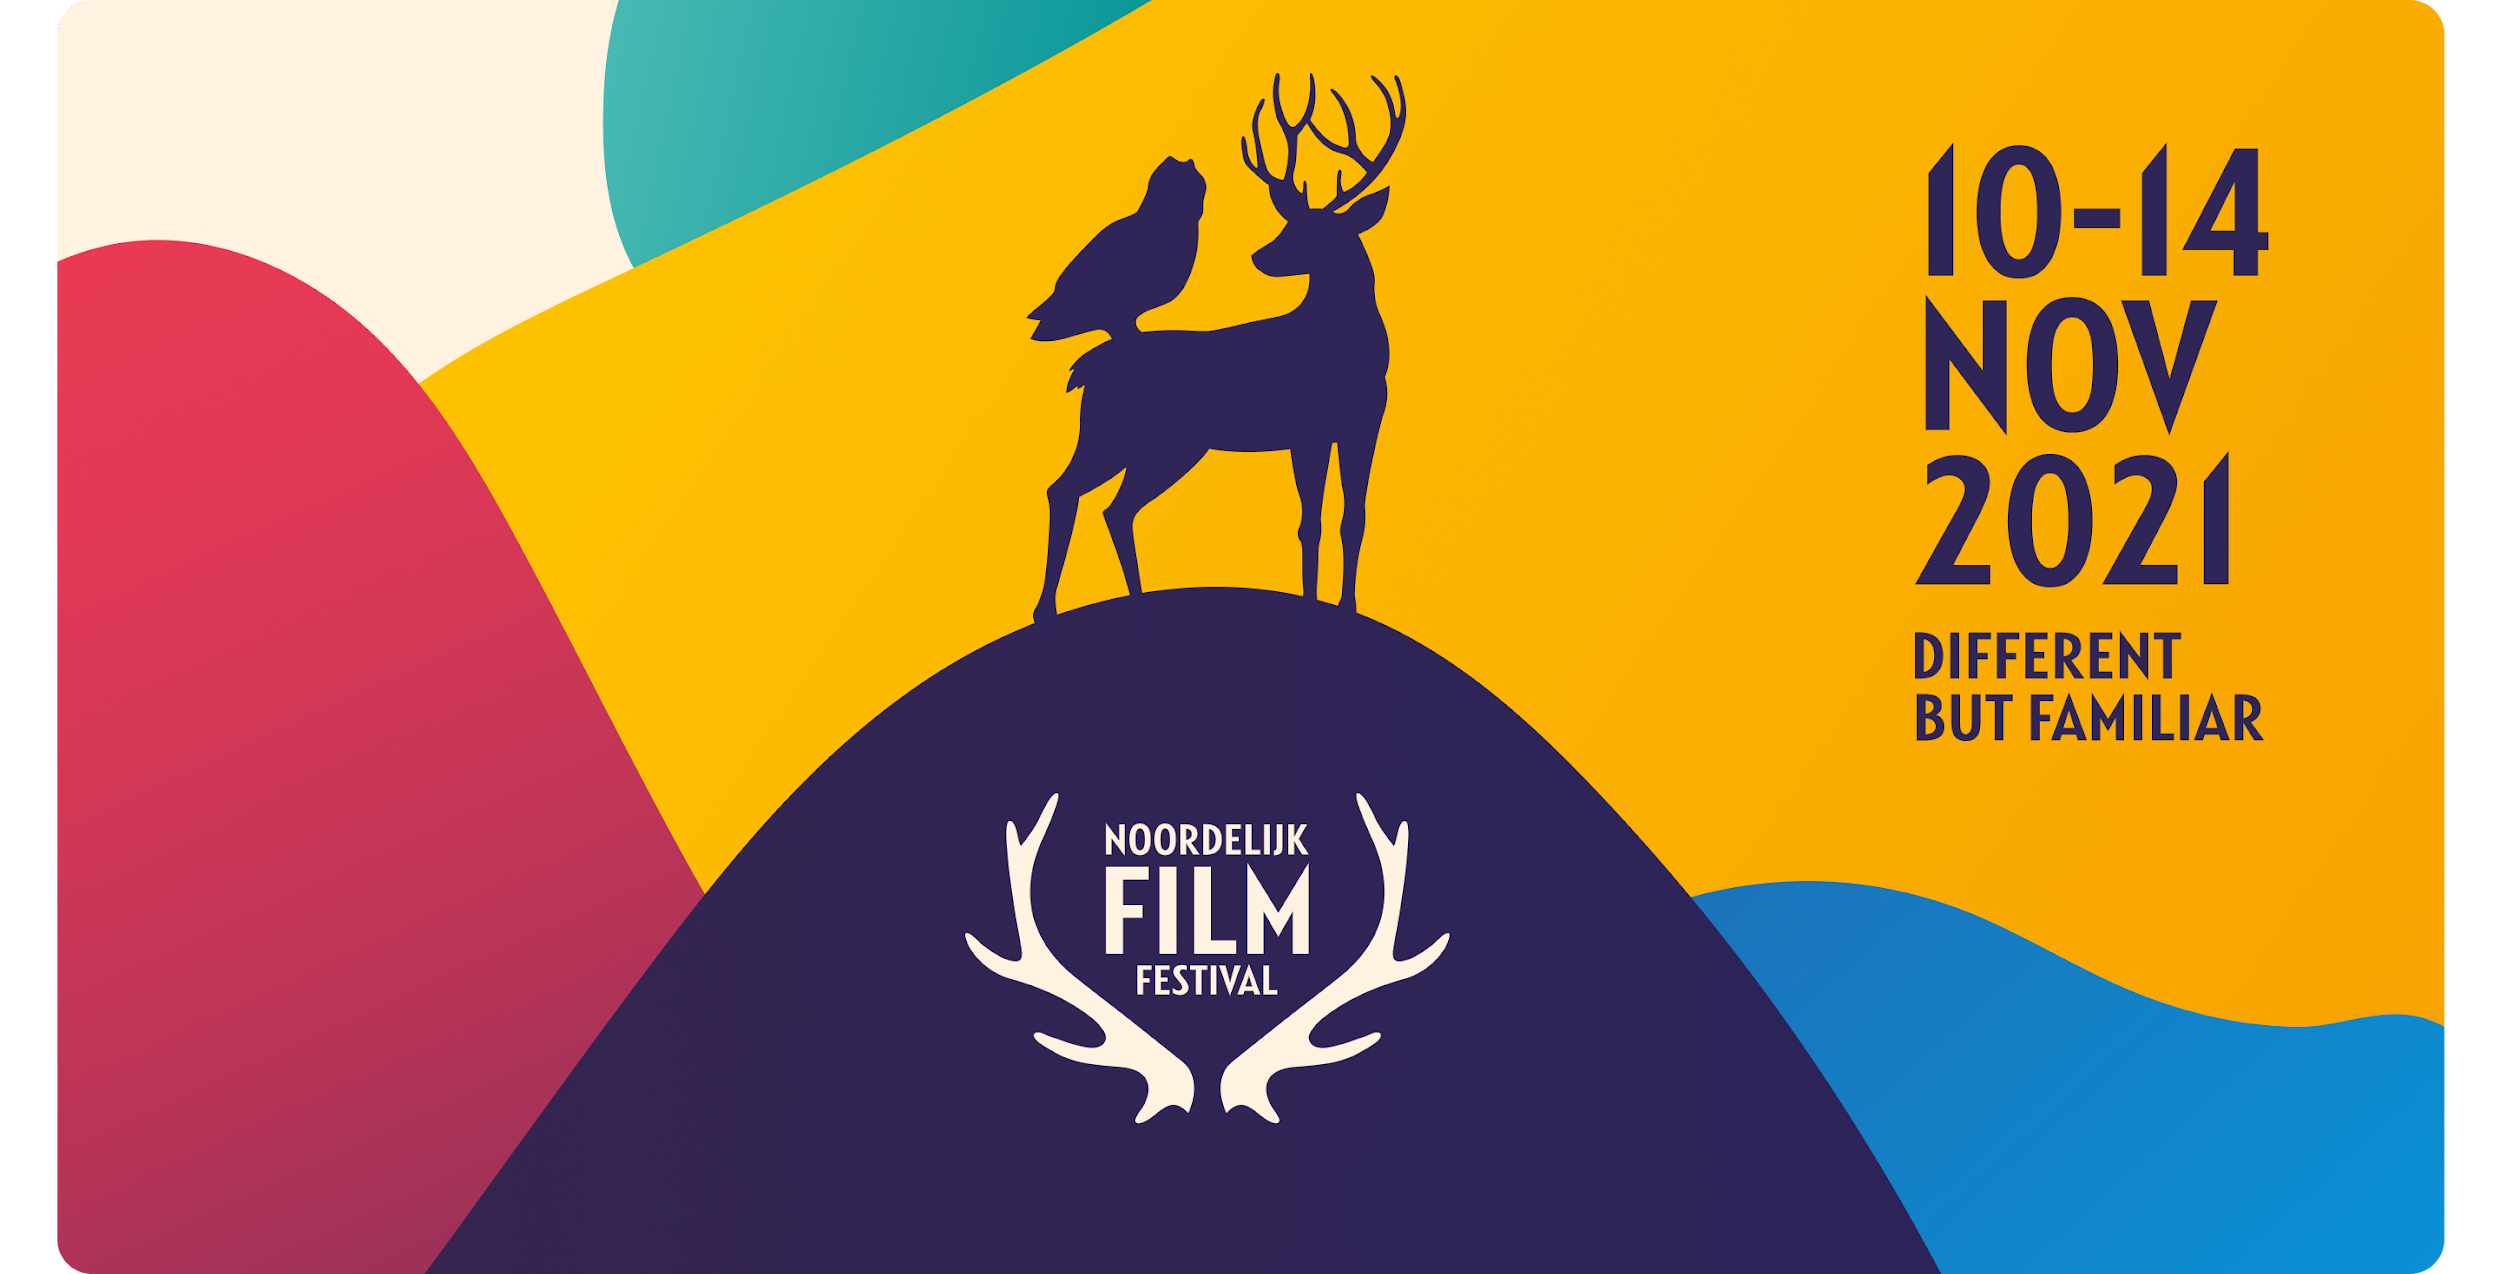 10-14
NOV
2021
DIFFERENT
BUT FAMILIAR
NOORDELIJK
FILM
FESTIVAL